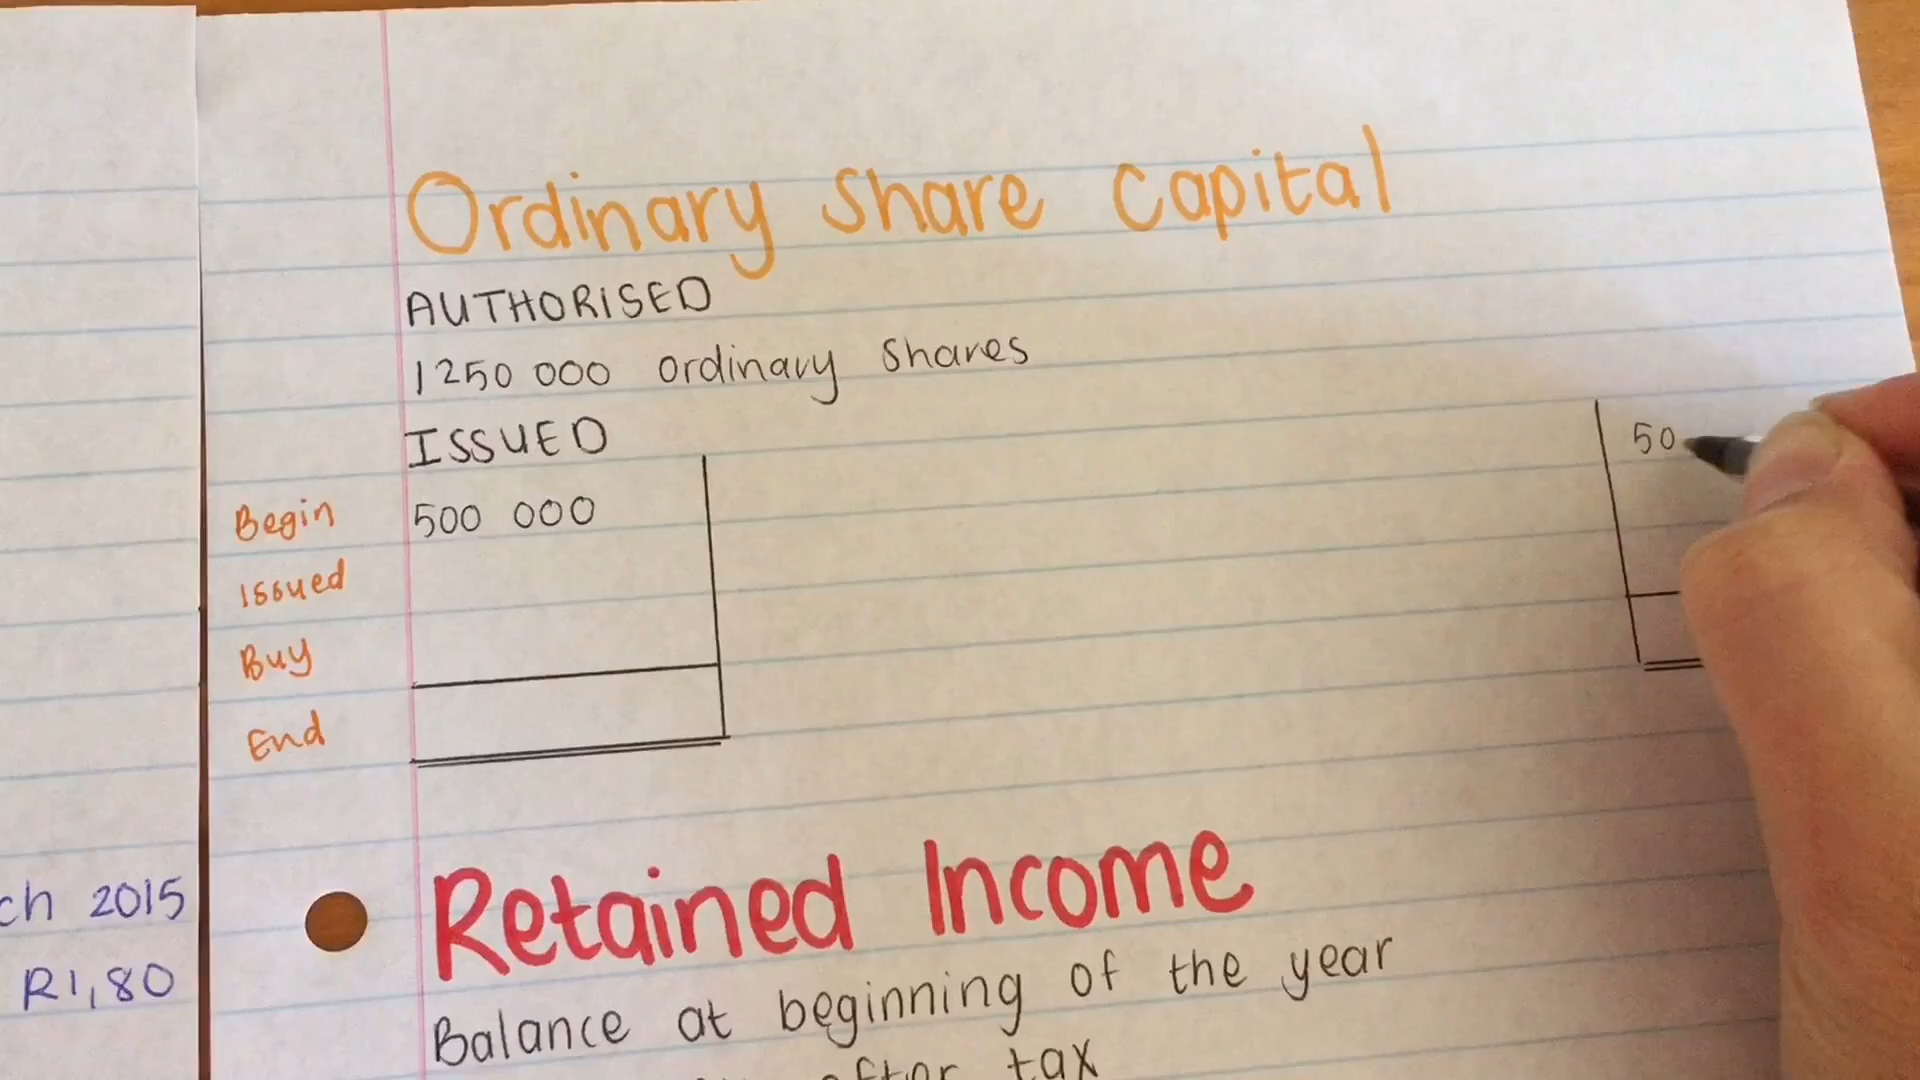 Ordinary Share Capital
AUTHORISED
1250 000 ordinary shares
ISSUED
50
Begin 500 000
Issued
Buy
End
ch 2015
R1,80
Retained Income
Balance at beginning of the year
after tax